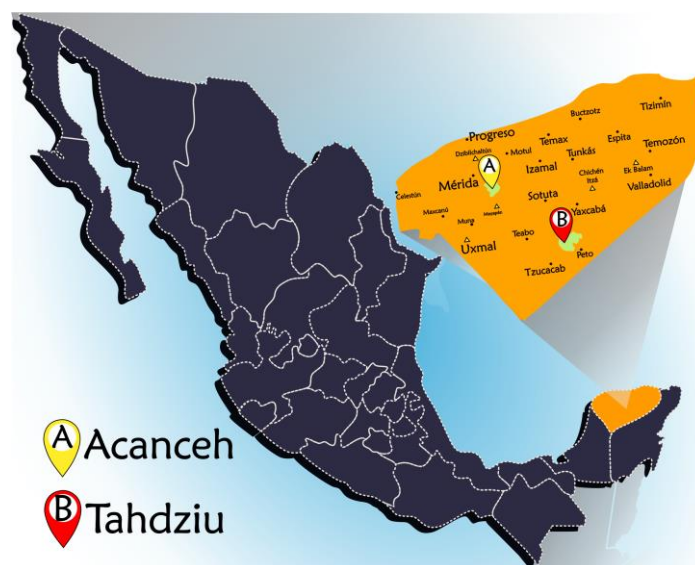 Tizimín
Buctzotz
Progreso
Temax
Espita
Dzibilchaltún
Motul
Tunkás
Temozón
A
Izamal
Ek Balam
Mérida
Chichén
Itzá
Valladolid
Celestún
Sotuta
Maxcanú
Muna
Mayapán
B
Yaxcabá
Teabo
Uxmal
Peto
Tzucacab
A Acanceh
B Tahdziu